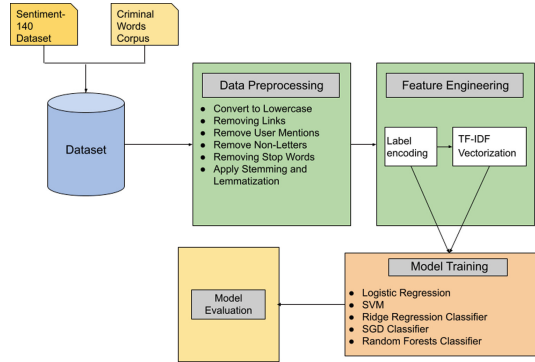 Sentiment-
140
Dataset
Criminal
Words
Corpus
Dataset
Data Preprocessing
● Convert to Lowercase
● Removing Links
● Remove User Mentions
● Remove Non-Letters
● Removing Stop Words
● Apply Stemming and
Lemmatization
Feature Engineering
Label
encoding
TF-IDF
Vectorization
Model Training
● Logistic Regression
● SVM
● Ridge Regression Classifier
● SGD Classifier
● Random Forests Classifier
Model
Evaluation